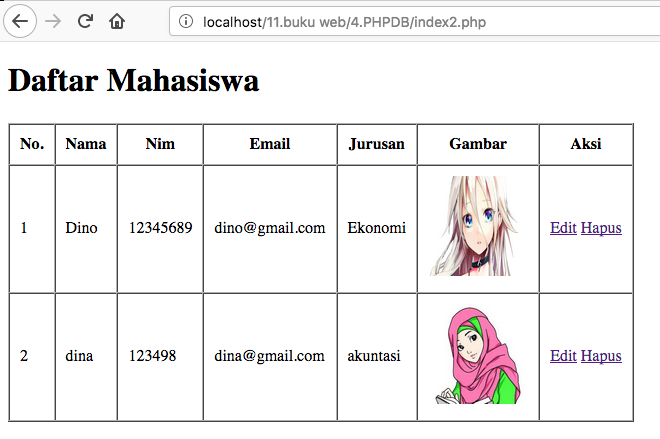 localhost/11.buku web/4.PHPDB/index2.php
Daftar Mahasiswa
No. Nama Nim Email Jurusan Gambar Aksi
1 Dino 12345689 dino@gmail.com Ekonomi Edit Hapus
2 dina 123498 dina@gmail.com akuntasi Edit Hapus